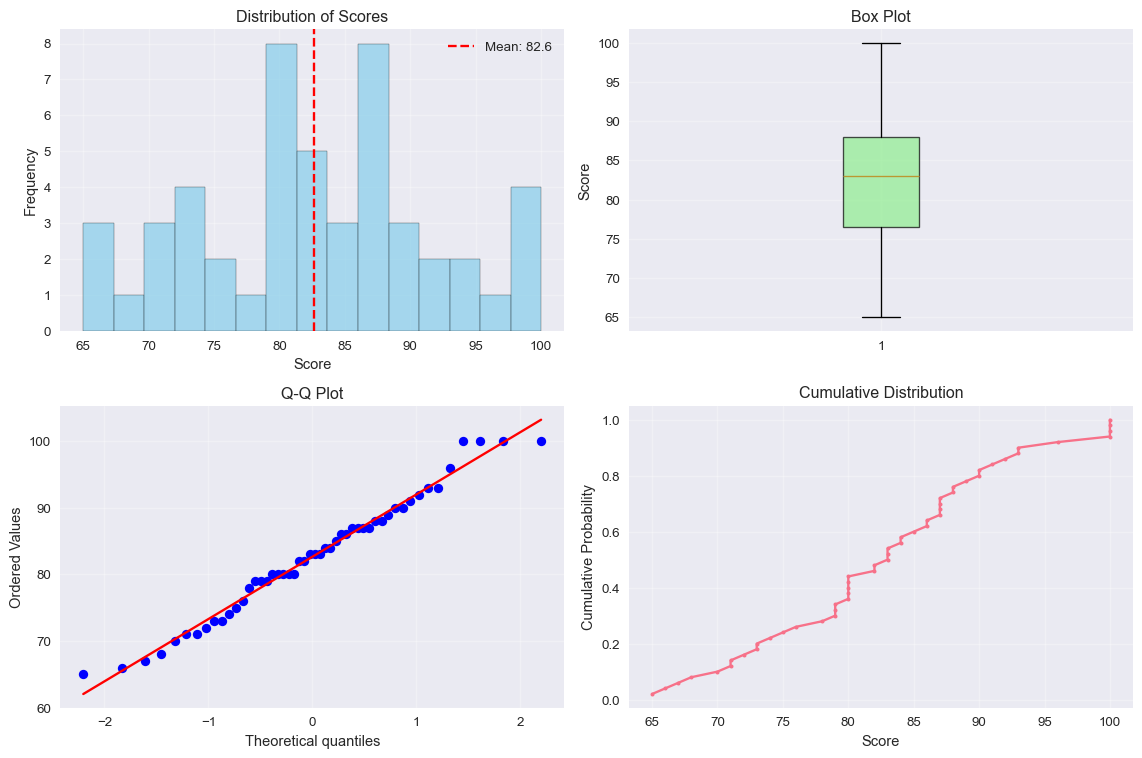 Distribution of Scores
Frequency
8
7
6
5
4
3
2
1
0
Mean: 82.6
65 70 75 80 85 90 95 100
Score
Box Plot
Score
100
95
90
85
80
75
70
65
1
Q-Q Plot
Ordered Values
100
90
80
70
60
−2 −1 0 1 2
Theoretical quantiles
Cumulative Distribution
Cumulative Probability
1.0
0.8
0.6
0.4
0.2
0.0
65 70 75 80 85 90 95 100
Score